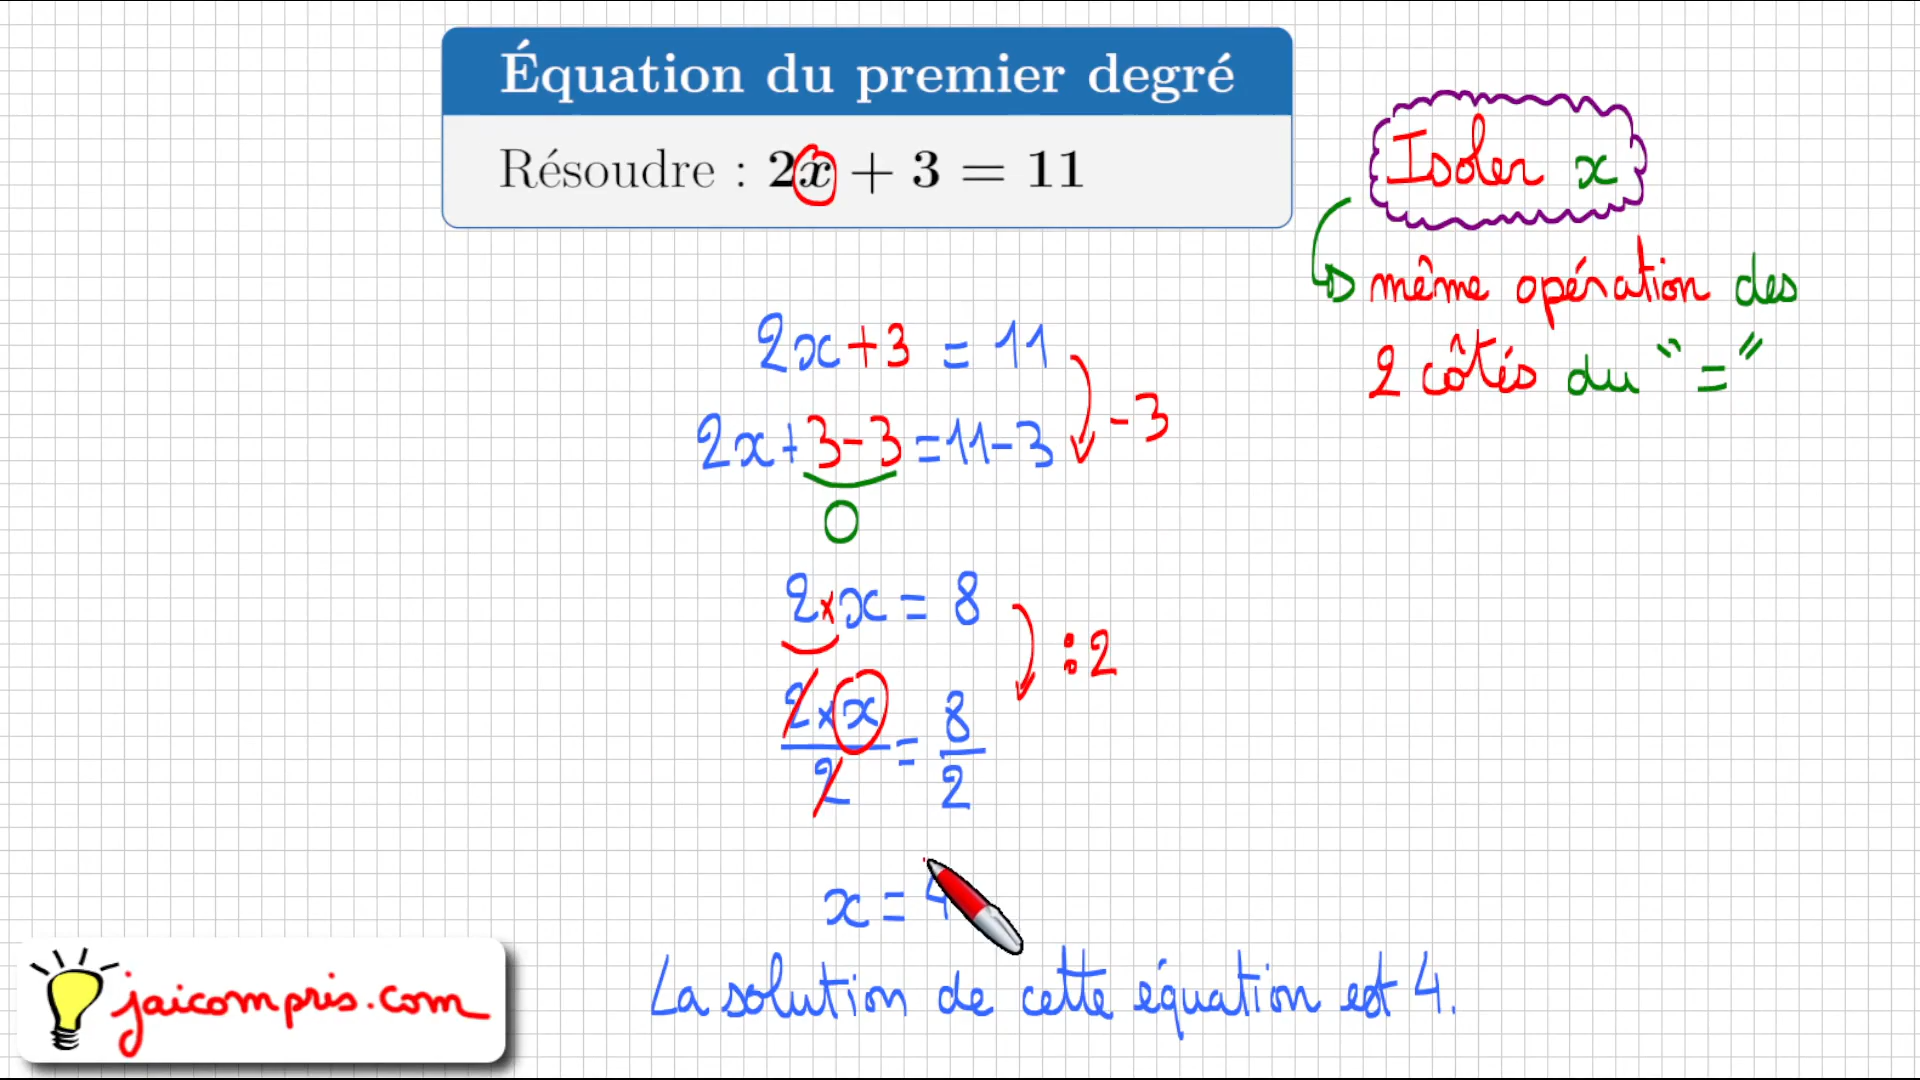 Équation du premier degré
Résoudre : 2x + 3 = 11
Isoler x
même opération des
2 côtés du " = "
2x + 3 = 11
- 3
2x + 3 - 3 = 11 - 3
0
2 × x = 8
: 2
2 × x / 2 = 8 / 2
x = 4
La solution de cette équation est 4.
jaicompris.com